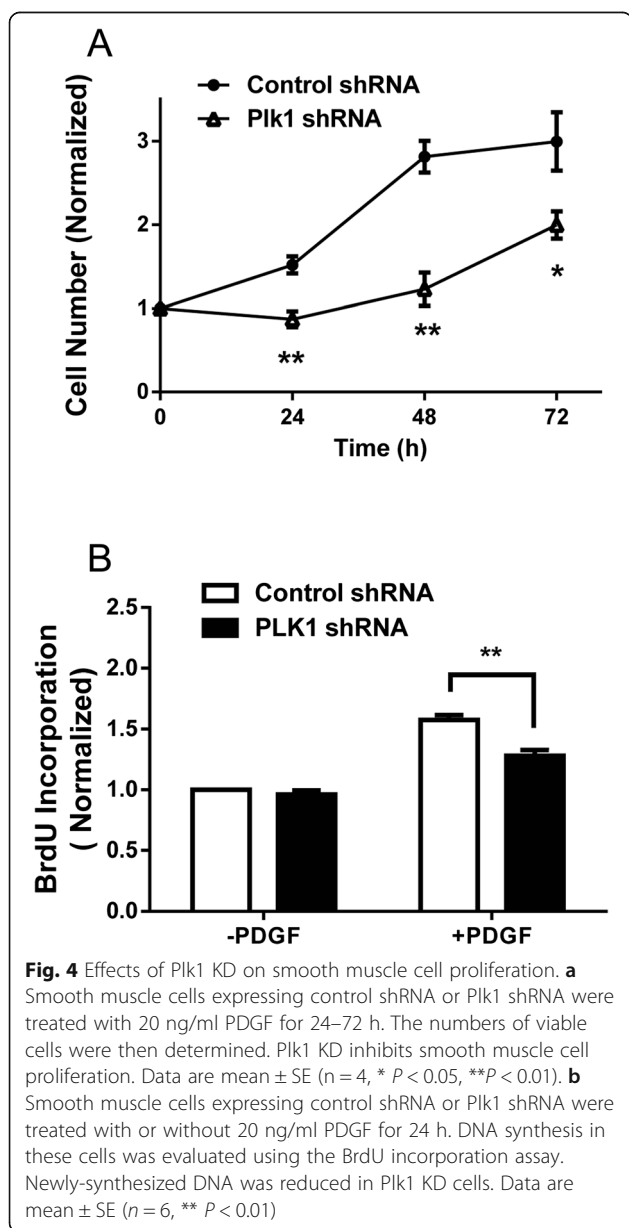 A
Control shRNA
Plk1 shRNA
Cell Number (Normalized)
3
2
1
0
**
**
*
0 24 48 72
Time (h)
B
Control shRNA
PLK1 shRNA
BrdU Incorporation
( Normalized)
2.5
2.0
1.5
1.0
0.5
0.0
**
-PDGF +PDGF
Fig. 4 Effects of Plk1 KD on smooth muscle cell proliferation. a
Smooth muscle cells expressing control shRNA or Plk1 shRNA were
treated with 20 ng/ml PDGF for 24–72 h. The numbers of viable
cells were then determined. Plk1 KD inhibits smooth muscle cell
proliferation. Data are mean ± SE (n = 4, * P < 0.05, **P < 0.01). b
Smooth muscle cells expressing control shRNA or Plk1 shRNA were
treated with or without 20 ng/ml PDGF for 24 h. DNA synthesis in
these cells was evaluated using the BrdU incorporation assay.
Newly-synthesized DNA was reduced in Plk1 KD cells. Data are
mean ± SE (n = 6, ** P < 0.01)